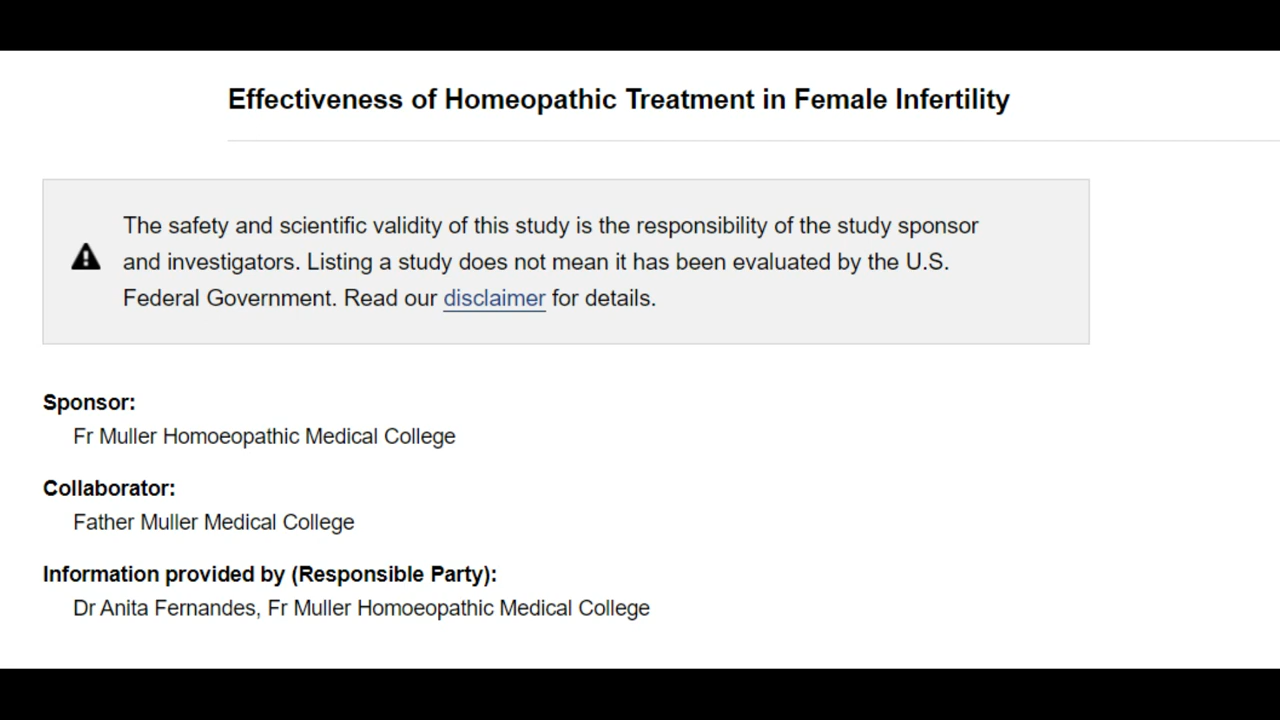 Effectiveness of Homeopathic Treatment in Female Infertility
The safety and scientific validity of this study is the responsibility of the study sponsor
and investigators. Listing a study does not mean it has been evaluated by the U.S.
Federal Government. Read our disclaimer for details.
Sponsor:
Fr Muller Homoeopathic Medical College
Collaborator:
Father Muller Medical College
Information provided by (Responsible Party):
Dr Anita Fernandes, Fr Muller Homoeopathic Medical College